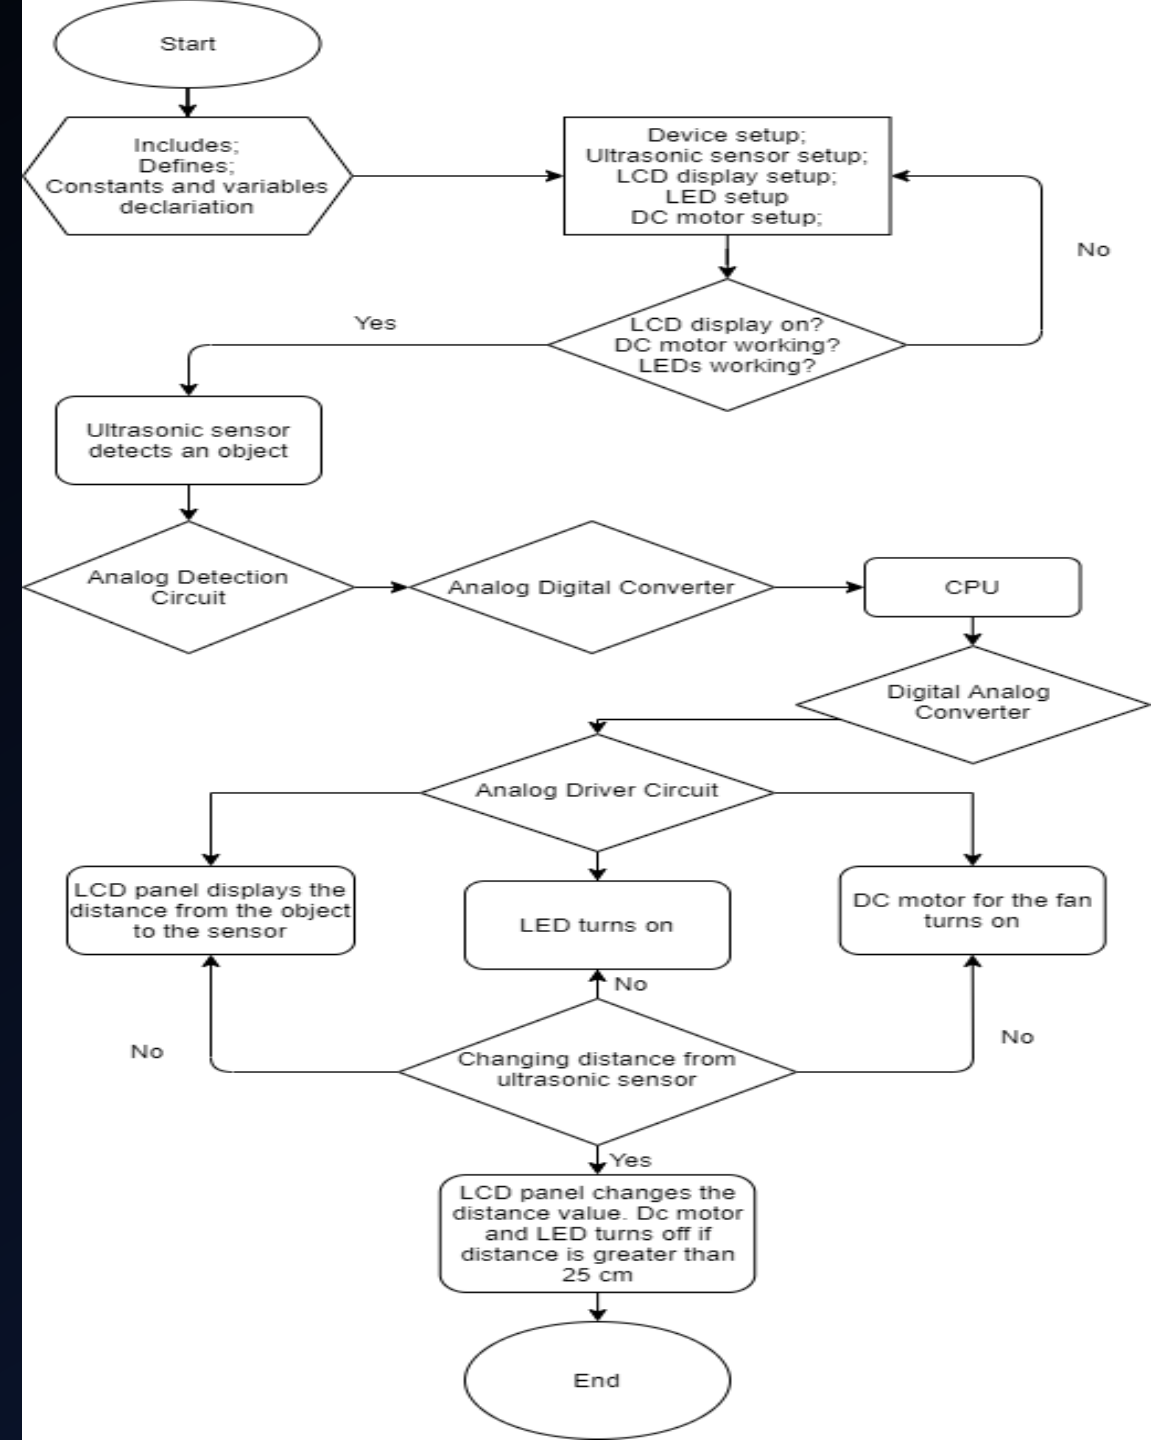 Start
Includes;
Defines;
Constants and variables
declariation
Device setup;
Ultrasonic sensor setup;
LCD display setup;
LED setup
DC motor setup;
No
LCD display on?
DC motor working?
LEDs working?
Yes
Ultrasonic sensor
detects an object
Analog Detection
Circuit
Analog Digital Converter
CPU
Digital Analog
Converter
Analog Driver Circuit
LCD panel displays the
distance from the object
to the sensor
LED turns on
DC motor for the fan
turns on
No
No
No
Changing distance from
ultrasonic sensor
Yes
LCD panel changes the
distance value. Dc motor
and LED turns off if
distance is greater than
25 cm
End